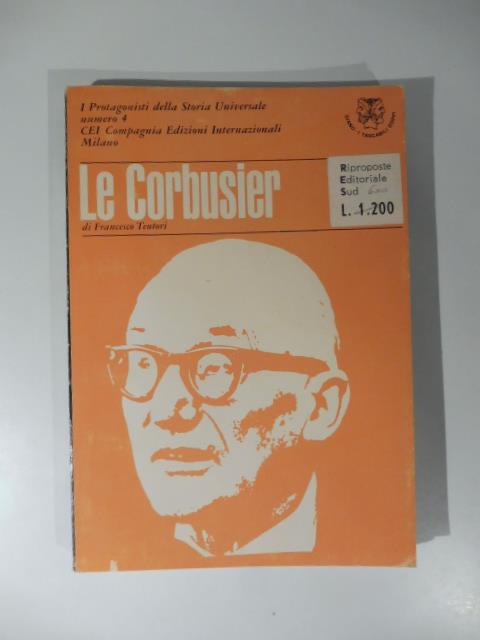 I Protagonisti della Storia Universale
numero 4
CEI Compagnia Edizioni Internazionali
Milano
Le Corbusier
di Francesco Tentori
Riproposte
Editoriale
Sud
L. 1.200